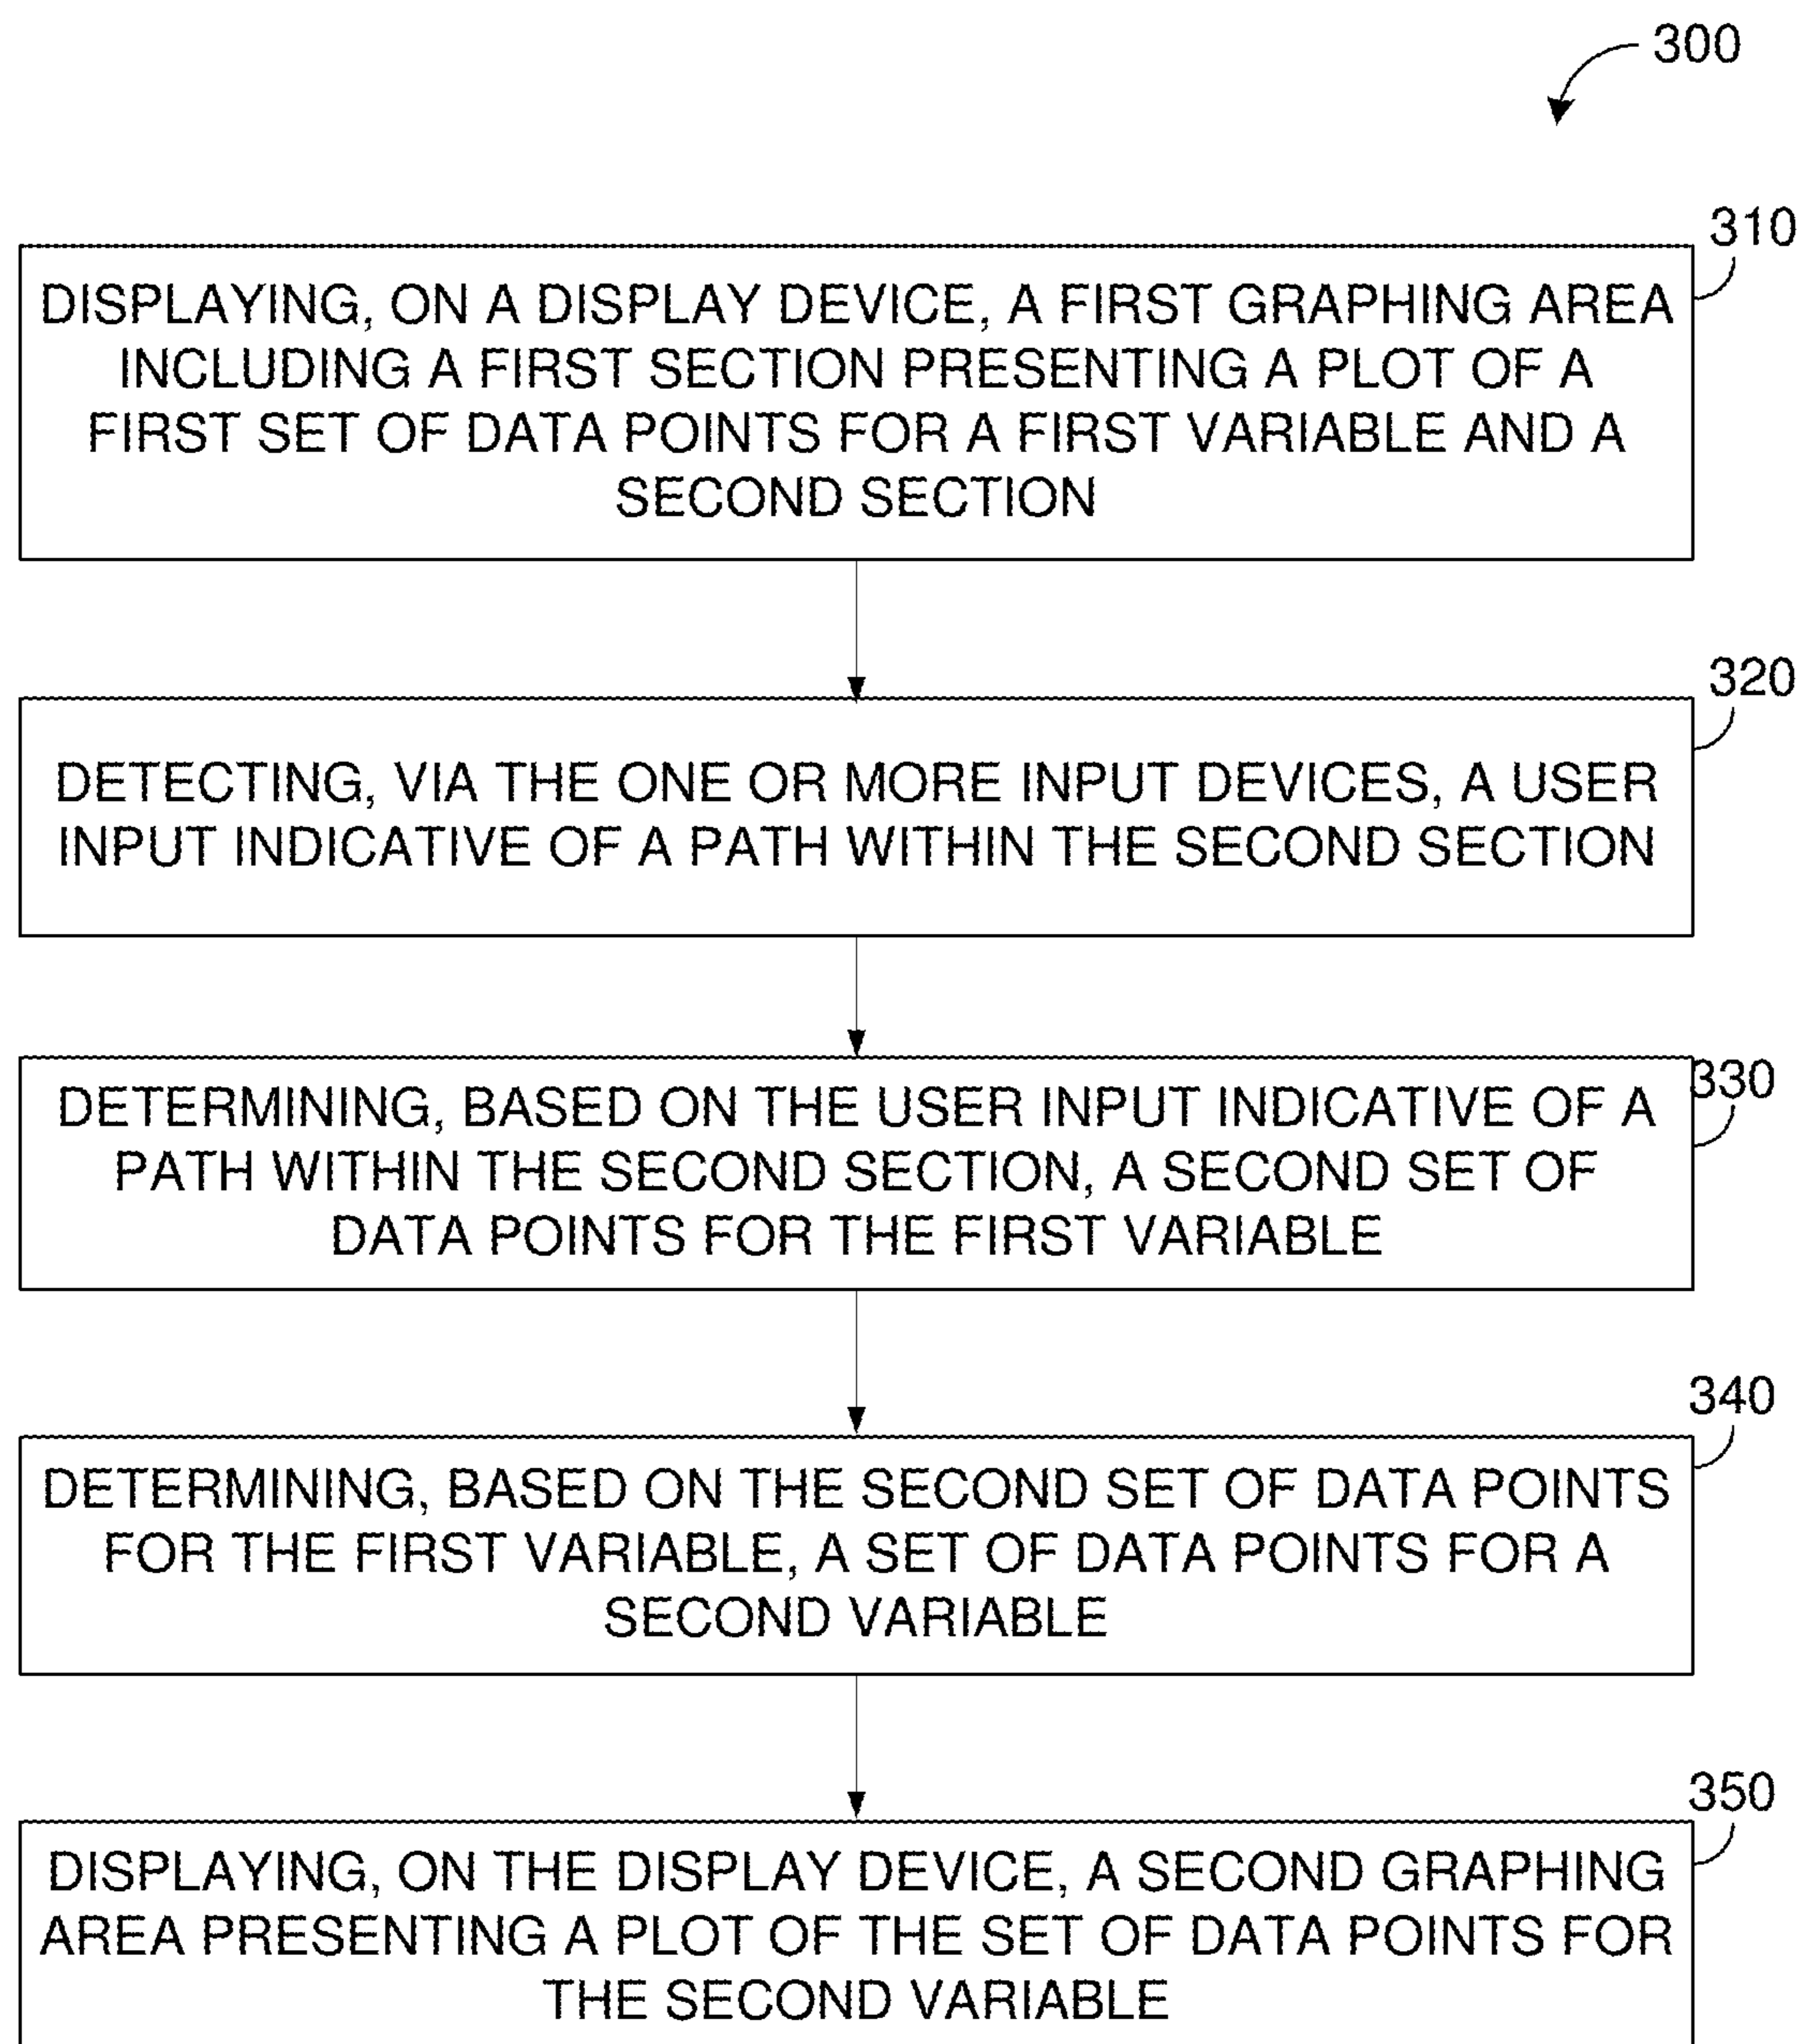 300
310
DISPLAYING, ON A DISPLAY DEVICE, A FIRST GRAPHING AREA
INCLUDING A FIRST SECTION PRESENTING A PLOT OF A
FIRST SET OF DATA POINTS FOR A FIRST VARIABLE AND A
SECOND SECTION
320
DETECTING, VIA THE ONE OR MORE INPUT DEVICES, A USER
INPUT INDICATIVE OF A PATH WITHIN THE SECOND SECTION
330
DETERMINING, BASED ON THE USER INPUT INDICATIVE OF A
PATH WITHIN THE SECOND SECTION, A SECOND SET OF
DATA POINTS FOR THE FIRST VARIABLE
340
DETERMINING, BASED ON THE SECOND SET OF DATA POINTS
FOR THE FIRST VARIABLE, A SET OF DATA POINTS FOR A
SECOND VARIABLE
350
DISPLAYING, ON THE DISPLAY DEVICE, A SECOND GRAPHING
AREA PRESENTING A PLOT OF THE SET OF DATA POINTS FOR
THE SECOND VARIABLE